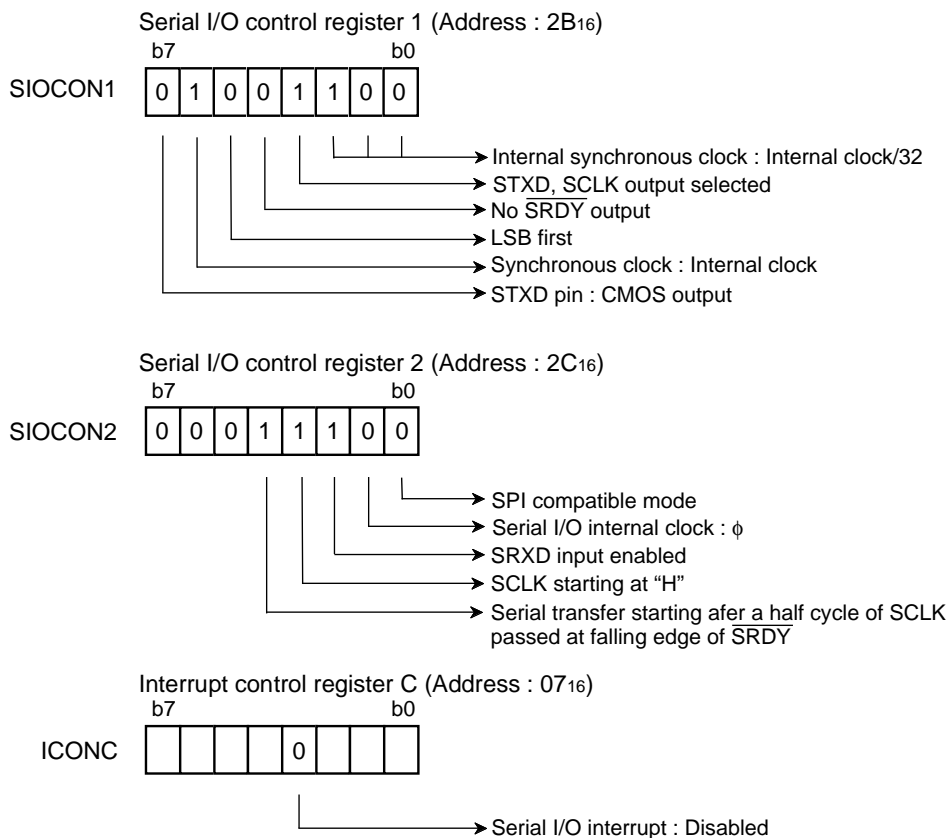 Serial I/O control register 1 (Address : 2B16)
b7 b0
SIOCON1 0 1 0 0 1 1 0 0
Internal synchronous clock : Internal clock/32
STXD, SCLK output selected
No SRDY output
LSB first
Synchronous clock : Internal clock
STXD pin : CMOS output
Serial I/O control register 2 (Address : 2C16)
b7 b0
SIOCON2 0 0 0 1 1 1 0 0
SPI compatible mode
Serial I/O internal clock : ϕ
SRXD input enabled
SCLK starting at “H”
Serial transfer starting afer a half cycle of SCLK
passed at falling edge of SRDY
Interrupt control register C (Address : 0716)
b7 b0
ICONC 0
Serial I/O interrupt : Disabled